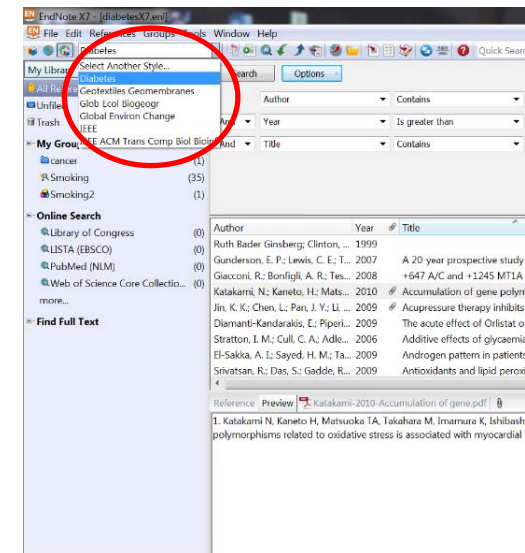 EndNote X7 - [diabetesX7.enl]
File Edit References Groups Tools Window Help
Diabetes Quick Sear
My Librar Select Another Style... Search Options
Diabetes
All Refere Geotextiles Geomembranes Author Contains
Unfile Glob Ecol Biogeogr
Trash Global Environ Change And Year Is greater than
IEEE
My Grou IEEE ACM Trans Comp Biol Bioin And Title Contains
cancer (1)
Smoking (35)
Smoking2 (1)
Online Search
Library of Congress (0)
LISTA (EBSCO) (0)
PubMed (NLM) (0)
Web of Science Core Collectio... (0)
more...
Find Full Text
Author Year Title
Ruth Bader Ginsberg; Clinton, ... 1999
Gunderson, E. P.; Lewis, C. E.; T... 2007 A 20-year prospective study
Giacconi, R.; Bonfigli, A. R.; Tes... 2008 +647 A/C and +1245 MT1A
Katakami, N.; Kaneto, H.; Mats... 2010 Accumulation of gene polym
Jin, K. K.; Chen, L.; Pan, J. Y.; Li, ... 2009 Acupressure therapy inhibits
Diamanti-Kandarakis, E.; Piperi... 2009 The acute effect of Orlistat o
Stratton, I. M.; Cull, C. A.; Adle... 2006 Additive effects of glycaemia
El-Sakka, A. I.; Sayed, H. M.; Ta... 2009 Androgen pattern in patients
Srivatsan, R.; Das, S.; Gadde, R... 2009 Antioxidants and lipid peroxi
Reference Preview Katakami-2010-Accumulation of gene.pdf
1. Katakami N, Kaneto H, Matsuoka TA, Takahara M, Imamura K, Ishibash
polymorphisms related to oxidative stress is associated with myocardial